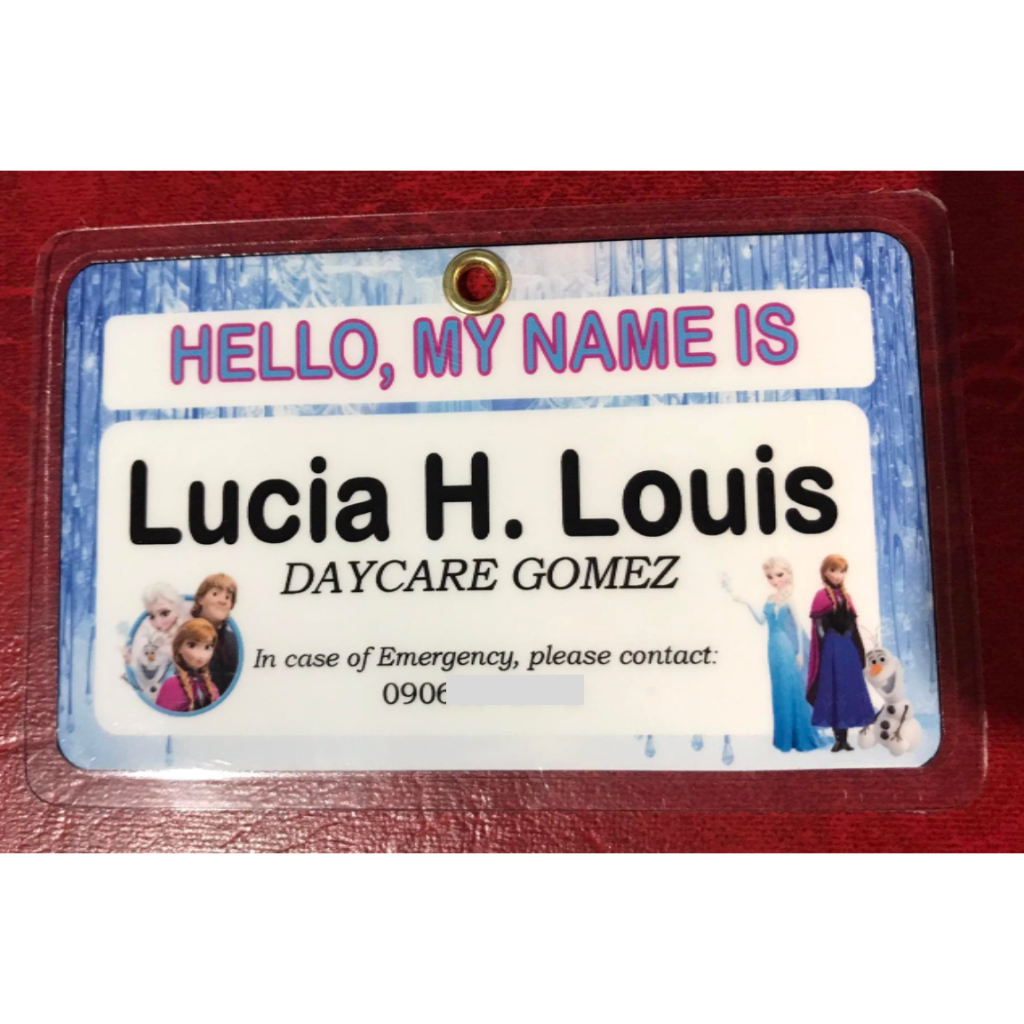 HELLO, MY NAME IS
Lucia H. Louis
DAYCARE GOMEZ
In case of Emergency, please contact:
0906